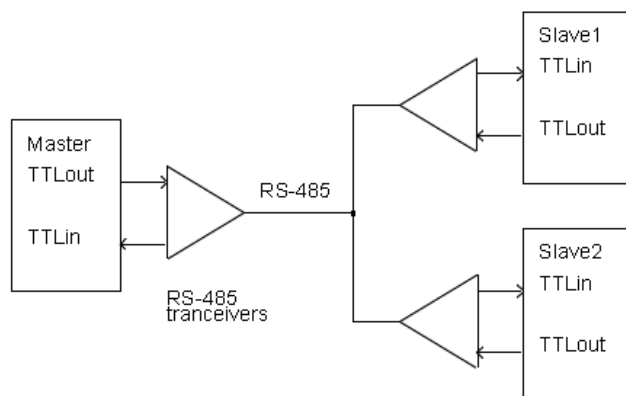 Master
TTLout
TTLin
RS-485
tranceivers
RS-485
Slave1
TTLin
TTLout
Slave2
TTLin
TTLout